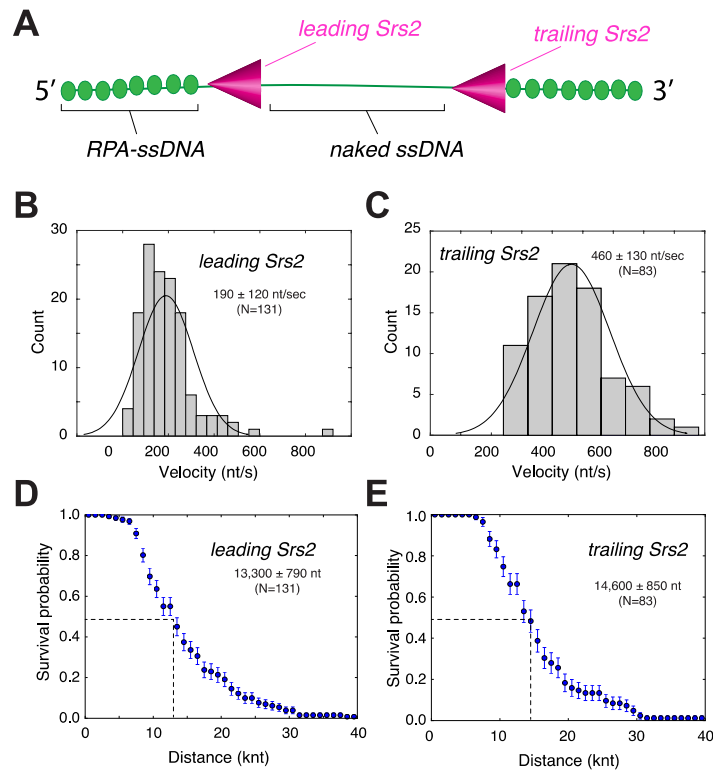 A
leading Srs2
trailing Srs2
5′
3′
RPA-ssDNA
naked ssDNA
B
30
20
10
0
Count
leading Srs2
190 ± 120 nt/sec
(N=131)
0 200 400 600 800
Velocity (nt/s)
C
25
20
15
10
5
0
Count
trailing Srs2
460 ± 130 nt/sec
(N=83)
0 200 400 600 800
Velocity (nt/s)
D
1.0
0.8
0.6
0.4
0.2
0.0
Survival probability
leading Srs2
13,300 ± 790 nt
(N=131)
0 10 20 30 40
Distance (knt)
E
1.0
0.8
0.6
0.4
0.2
0.0
Survival probability
trailing Srs2
14,600 ± 850 nt
(N=83)
0 10 20 30 40
Distance (knt)